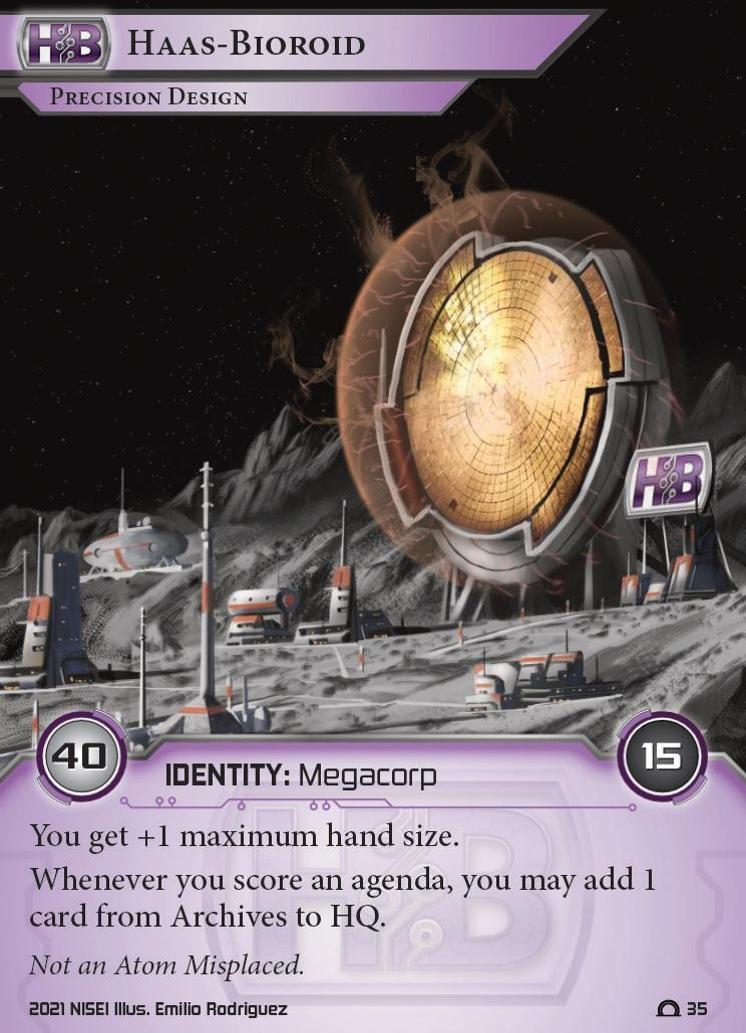 HB HAAS-BIOROID
PRECISION DESIGN
HB
40
IDENTITY: Megacorp
15
You get +1 maximum hand size.
Whenever you score an agenda, you may add 1
card from Archives to HQ.
Not an Atom Misplaced.
2021 NISEI Illus. Emilio Rodriguez
35